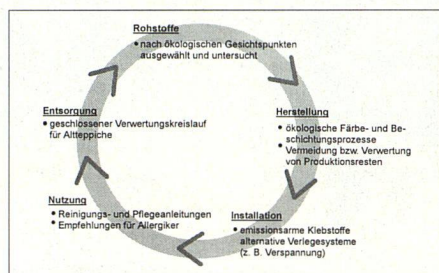 Rohstoffe
• nach ökologischen Gesichtspunkten
ausgewählt und untersucht
Herstellung
• ökologische Färbe- und Be-
schichtungsprozesse
• Vermeidung bzw. Verwertung
von Produktionsresten
Installation
• emissionsarme Klebstoffe
alternative Verlegesysteme
(z. B. Verspannung)
Nutzung
• Reinigungs- und Pflegeanleitungen
• Empfehlungen für Allergiker
Entsorgung
• geschlossener Verwertungskreislauf
für Altteppiche